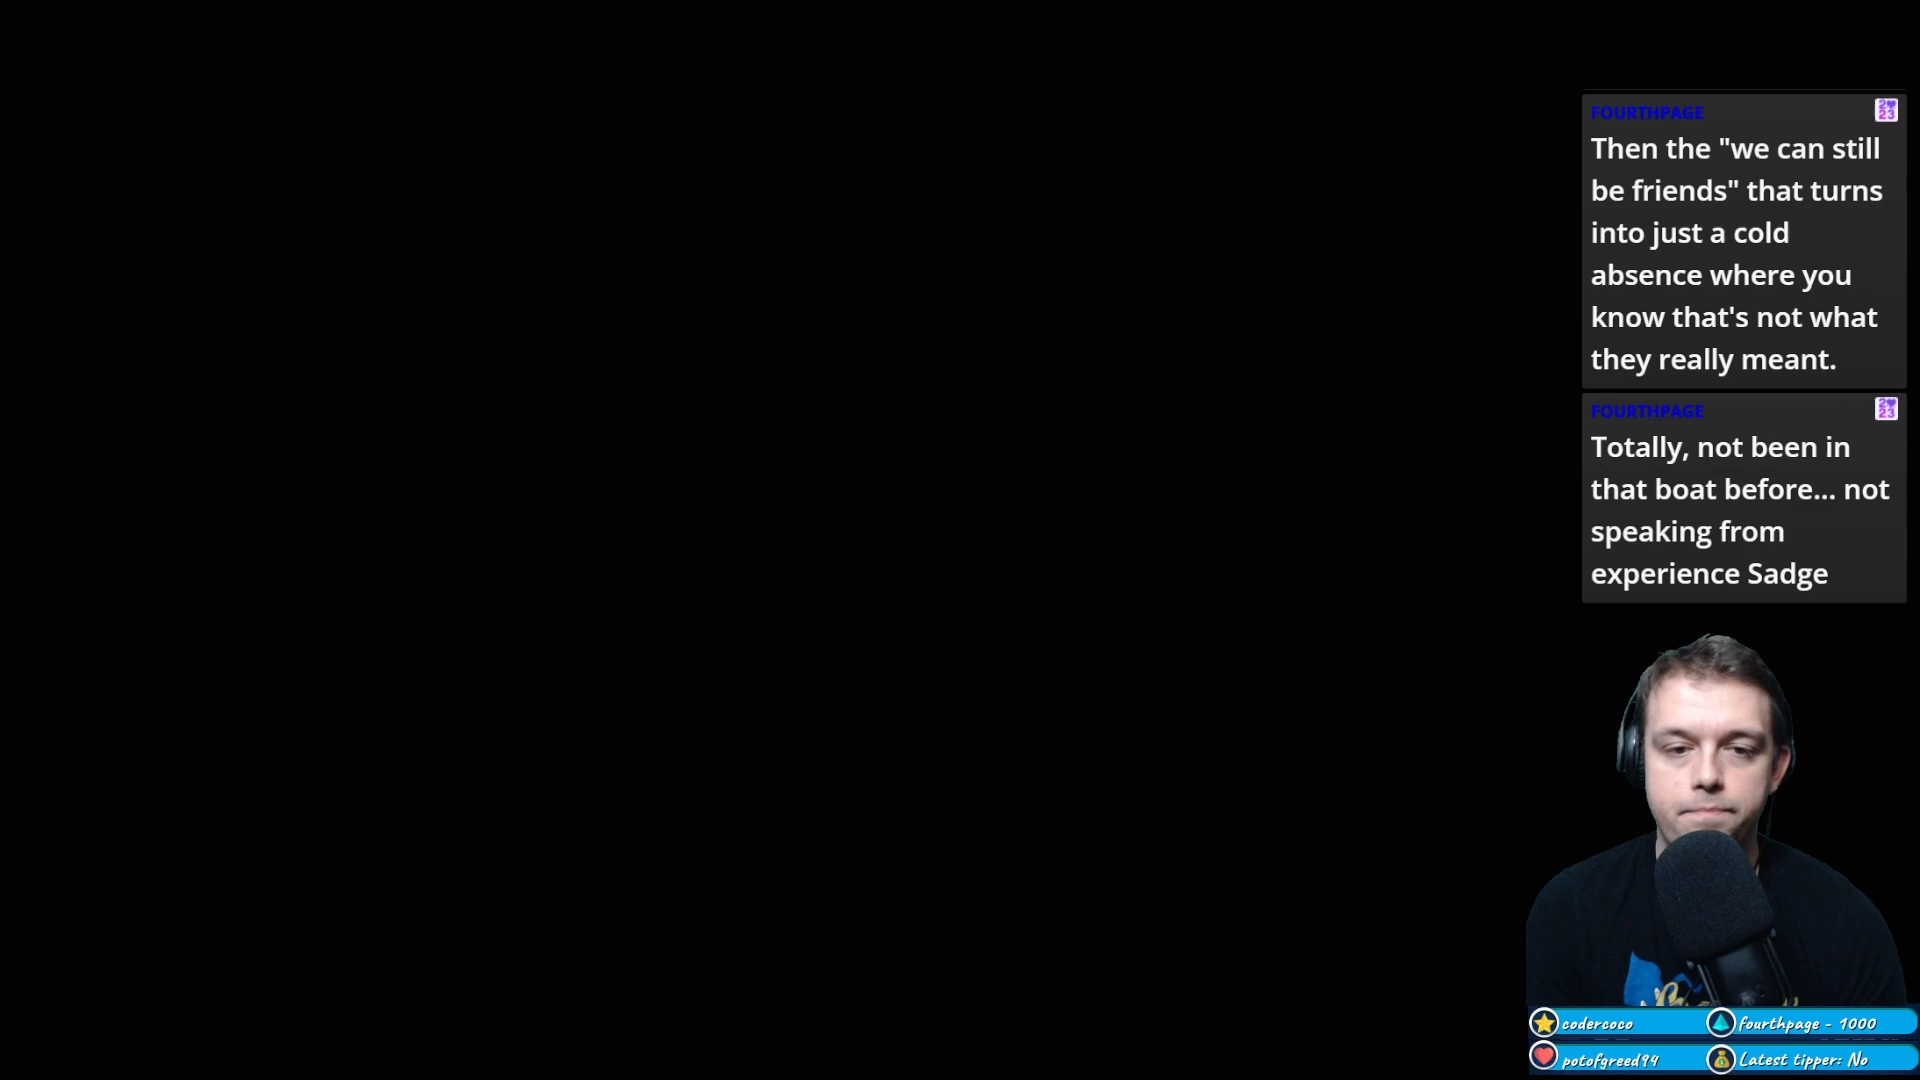 FOURTHPAGE
Then the "we can still
be friends" that turns
into just a cold
absence where you
know that's not what
they really meant.
FOURTHPAGE
Totally, not been in
that boat before... not
speaking from
experience Sadge
codercoco
fourthpage - 1000
potofgreed94
Latest tipper: No